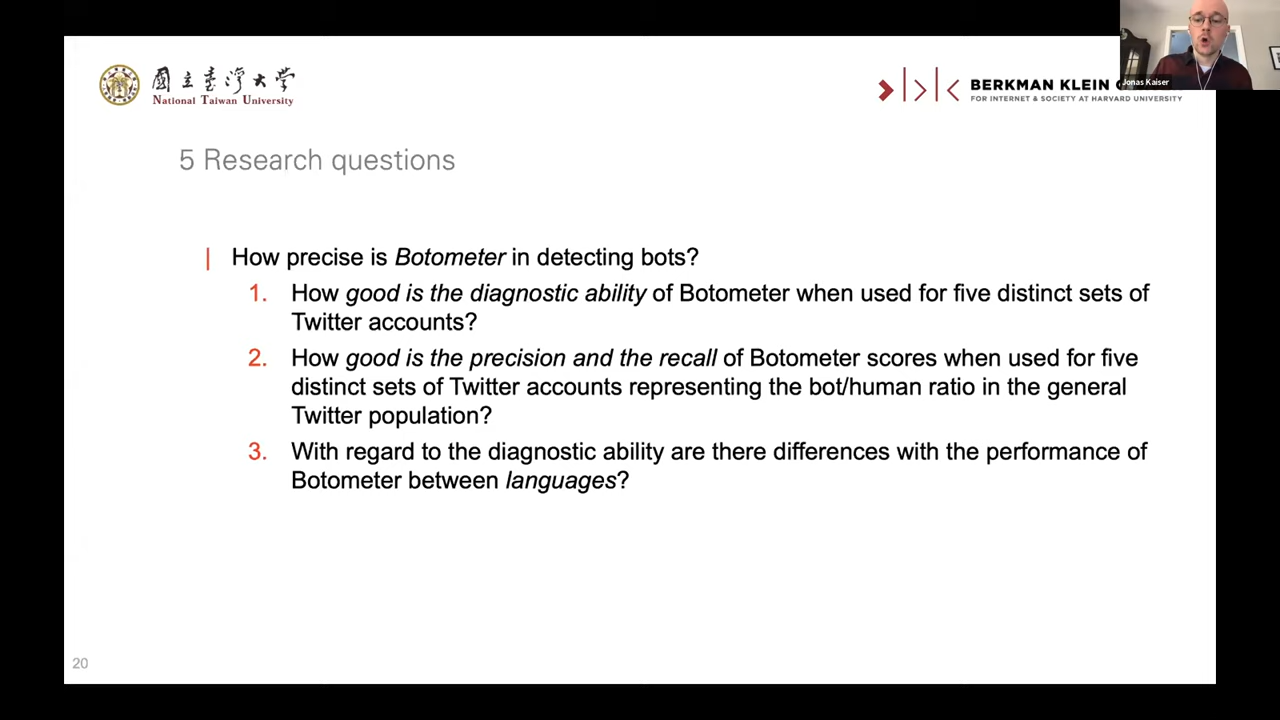 國立臺灣大學
National Taiwan University
BERKMAN KLEIN
FOR INTERNET & SOCIETY AT HARVARD UNIVERSITY
Jonas Kaiser
5 Research questions
How precise is Botometer in detecting bots?
1. How good is the diagnostic ability of Botometer when used for five distinct sets of
Twitter accounts?
2. How good is the precision and the recall of Botometer scores when used for five
distinct sets of Twitter accounts representing the bot/human ratio in the general
Twitter population?
3. With regard to the diagnostic ability are there differences with the performance of
Botometer between languages?
20